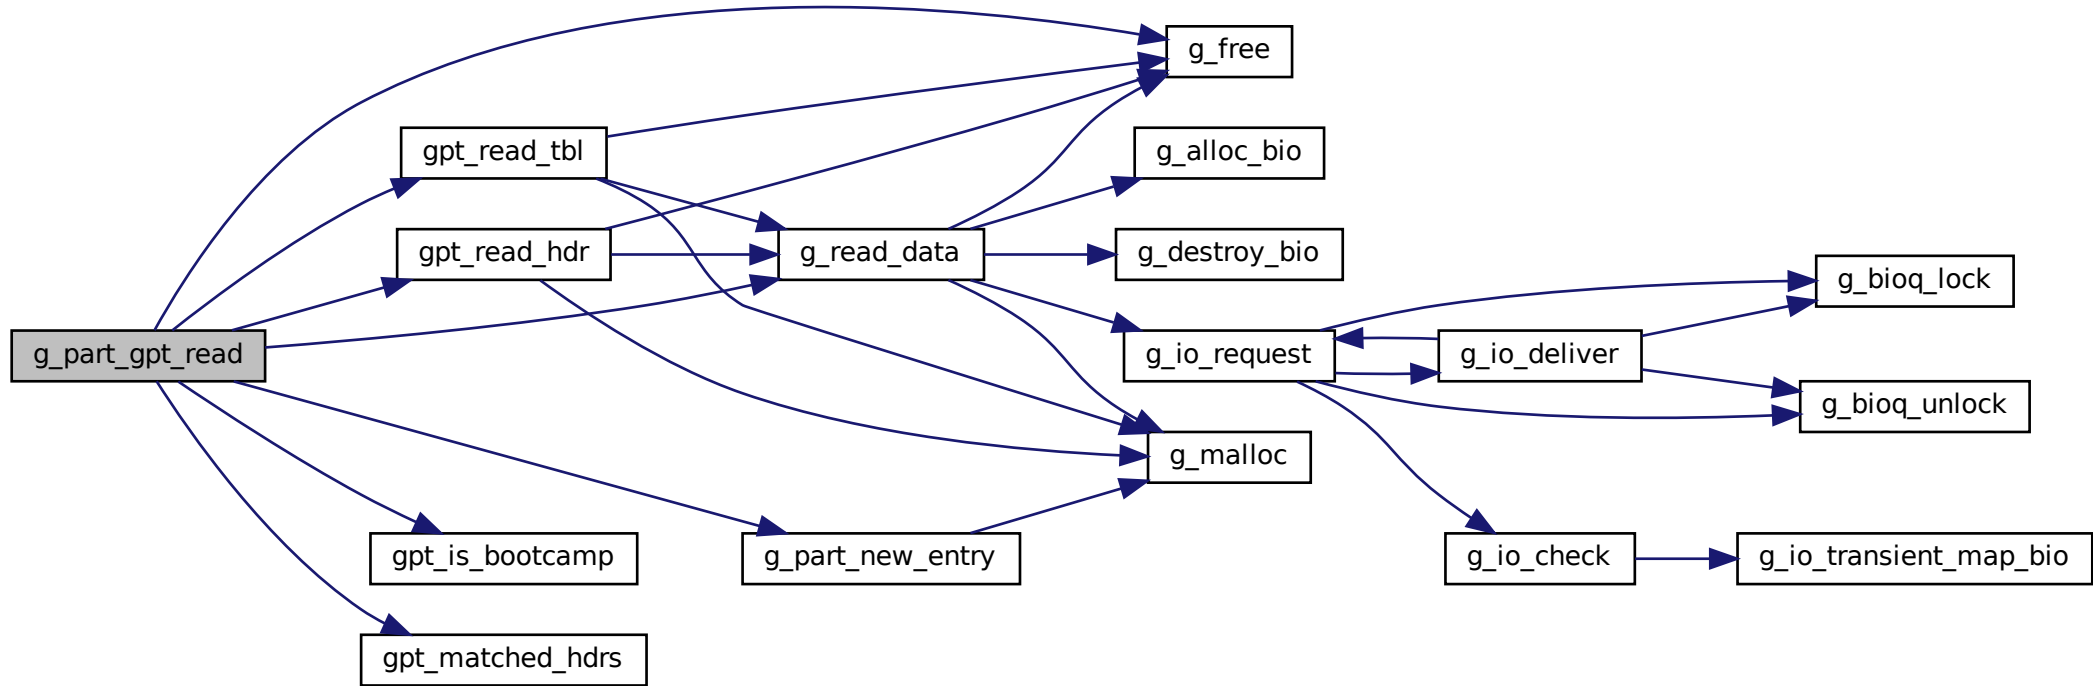 g_free
gpt_read_tbl
g_alloc_bio
gpt_read_hdr
g_read_data
g_destroy_bio
g_bioq_lock
g_part_gpt_read
g_io_request
g_io_deliver
g_bioq_unlock
g_malloc
gpt_is_bootcamp
g_part_new_entry
g_io_check
g_io_transient_map_bio
gpt_matched_hdrs